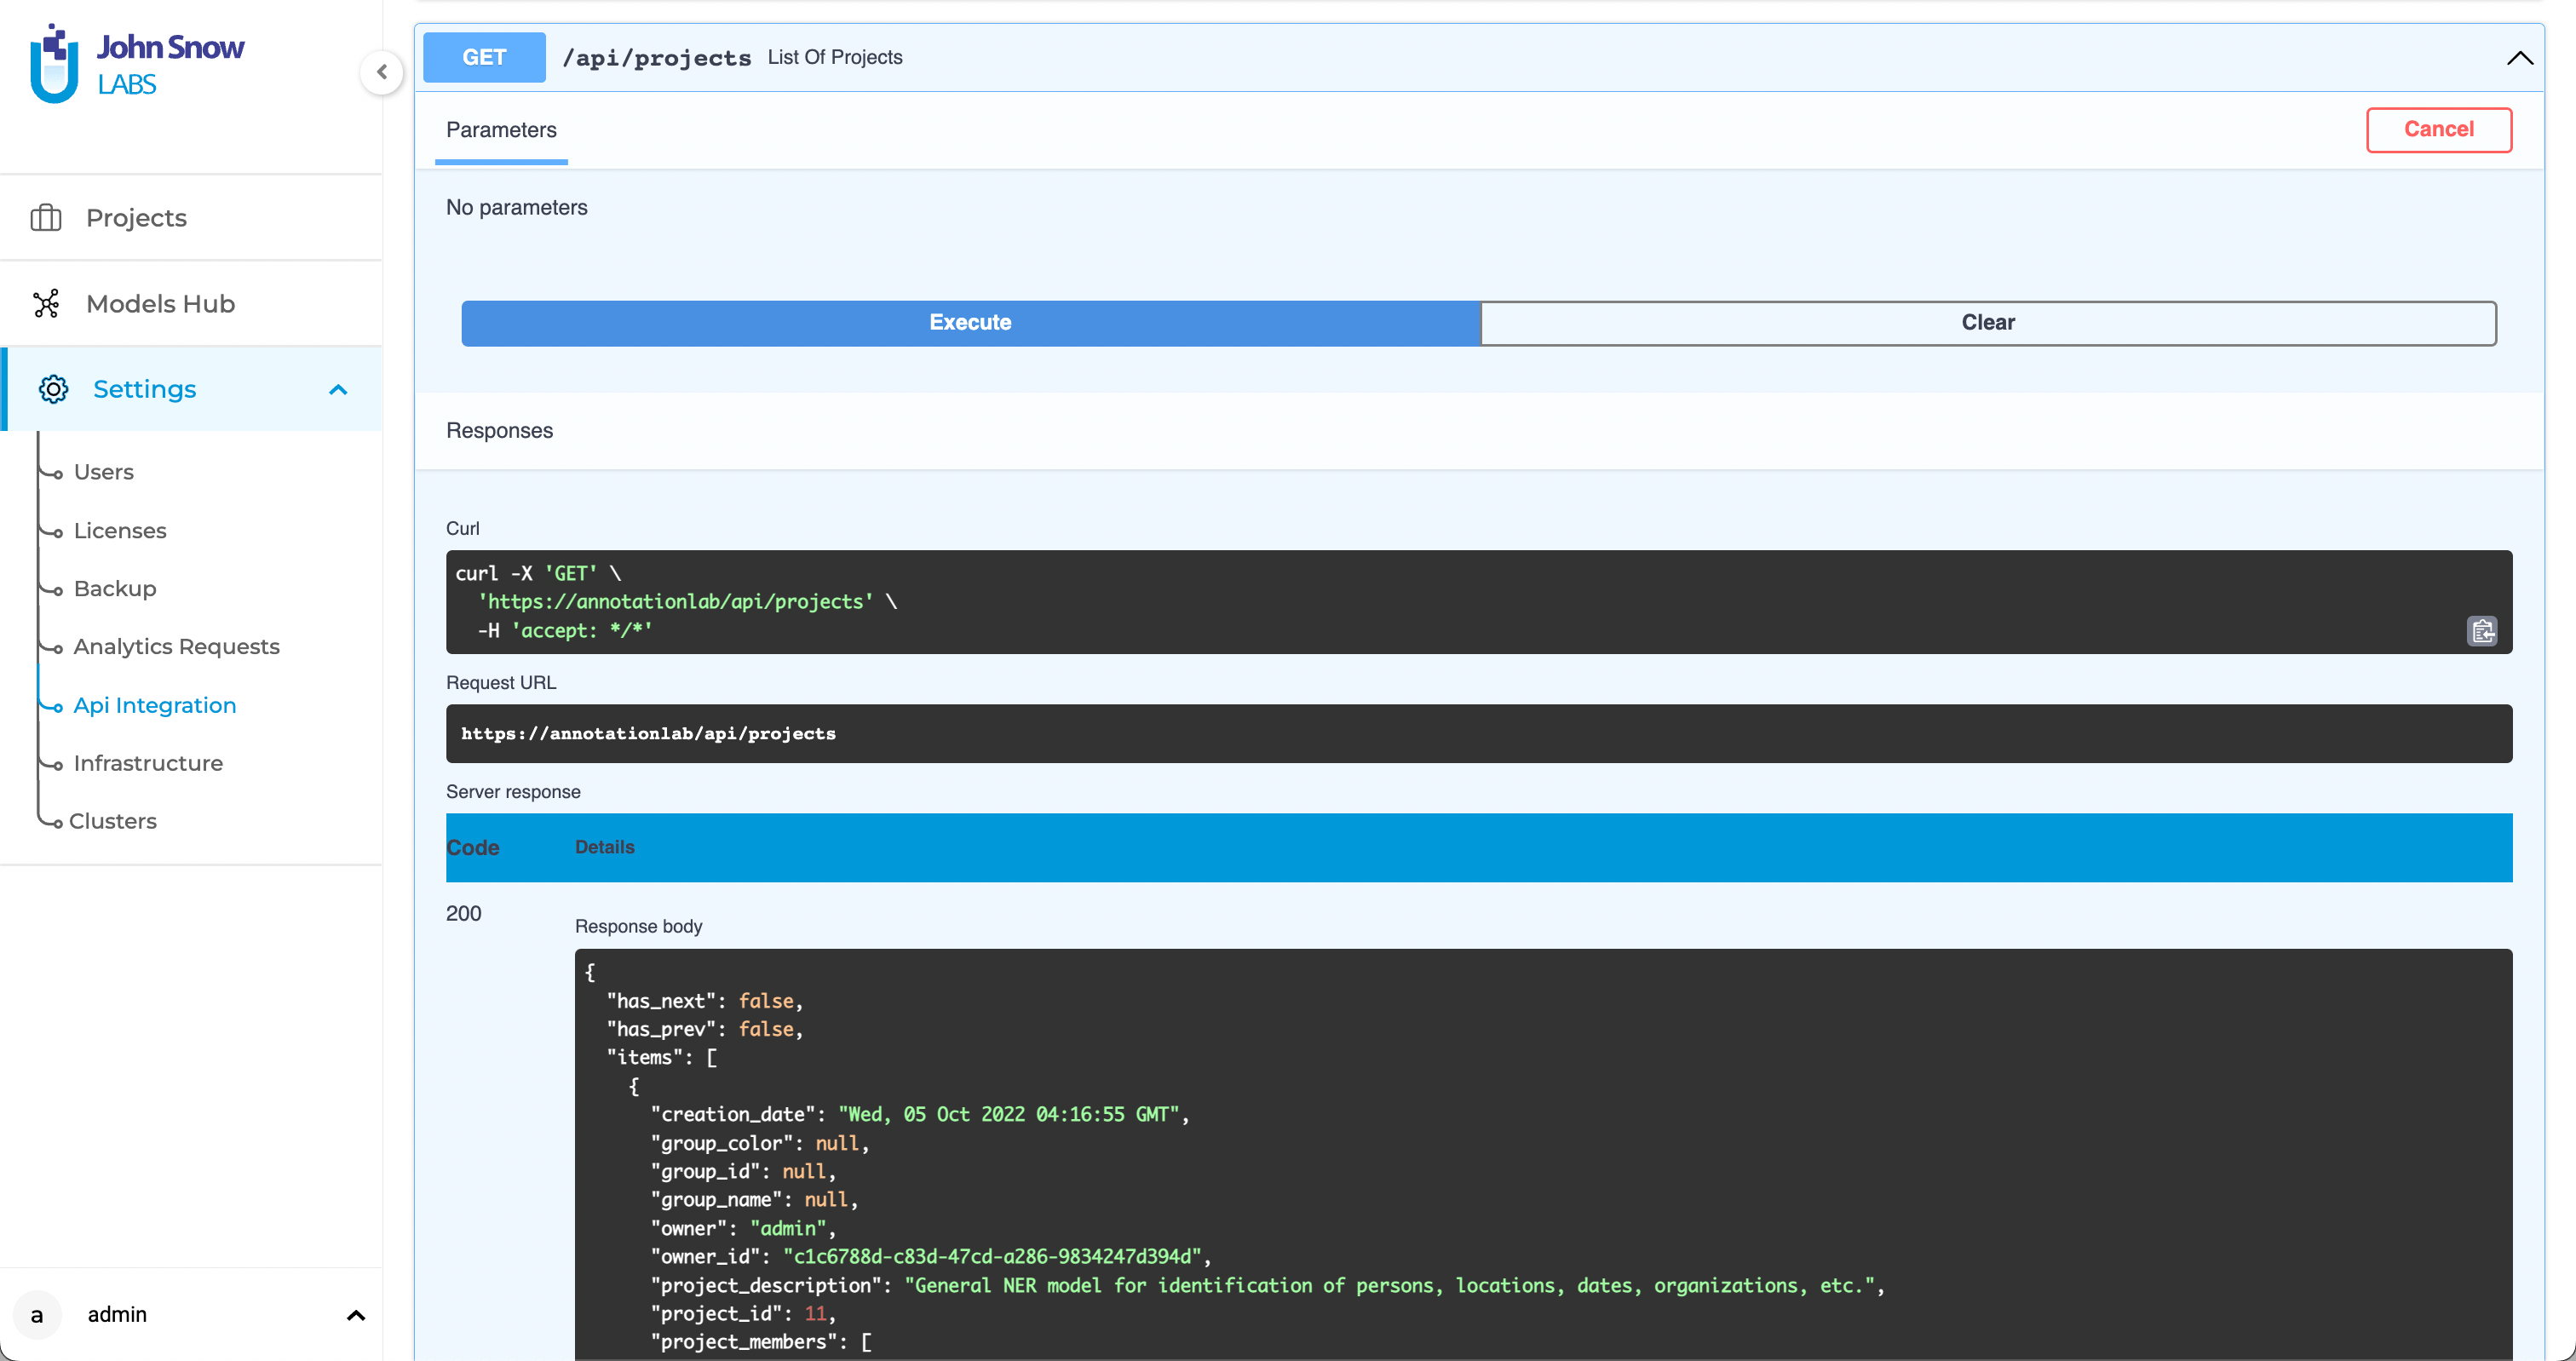 John Snow
LABS
Projects
Models Hub
Settings
Users
Licenses
Backup
Analytics Requests
Api Integration
Infrastructure
Clusters
a admin
GET /api/projects List Of Projects
Parameters
Cancel
No parameters
Execute
Clear
Responses
Curl
curl -X 'GET' \
'https://annotationlab/api/projects' \
-H 'accept: */*'
Request URL
https://annotationlab/api/projects
Server response
Code Details
200
Response body
{
"has_next": false,
"has_prev": false,
"items": [
{
"creation_date": "Wed, 05 Oct 2022 04:16:55 GMT",
"group_color": null,
"group_id": null,
"group_name": null,
"owner": "admin",
"owner_id": "c1c6788d-c83d-47cd-a286-9834247d394d",
"project_description": "General NER model for identification of persons, locations, dates, organizations, etc.",
"project_id": 11,
"project_members": [